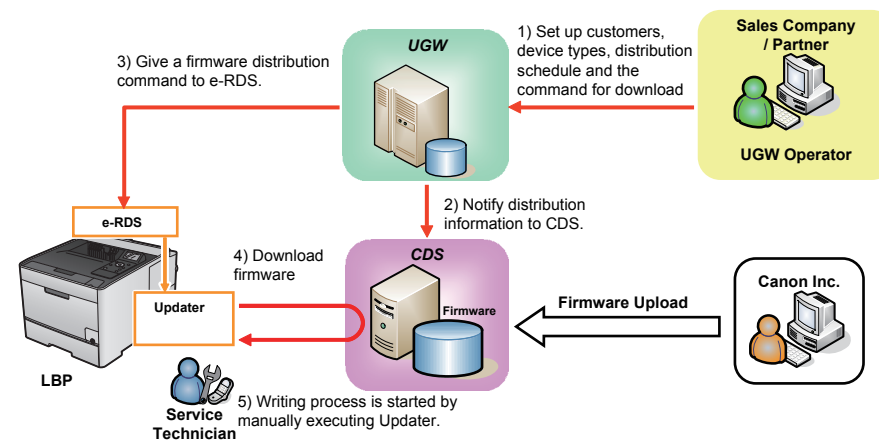 UGW
1) Set up customers,
device types, distribution
schedule and the
command for download
Sales Company
/ Partner
UGW Operator
3) Give a firmware distribution
command to e-RDS.
2) Notify distribution
information to CDS.
e-RDS
4) Download
firmware
CDS
Updater
Firmware
Firmware Upload
Canon Inc.
LBP
Service
Technician
5) Writing process is started by
manually executing Updater.